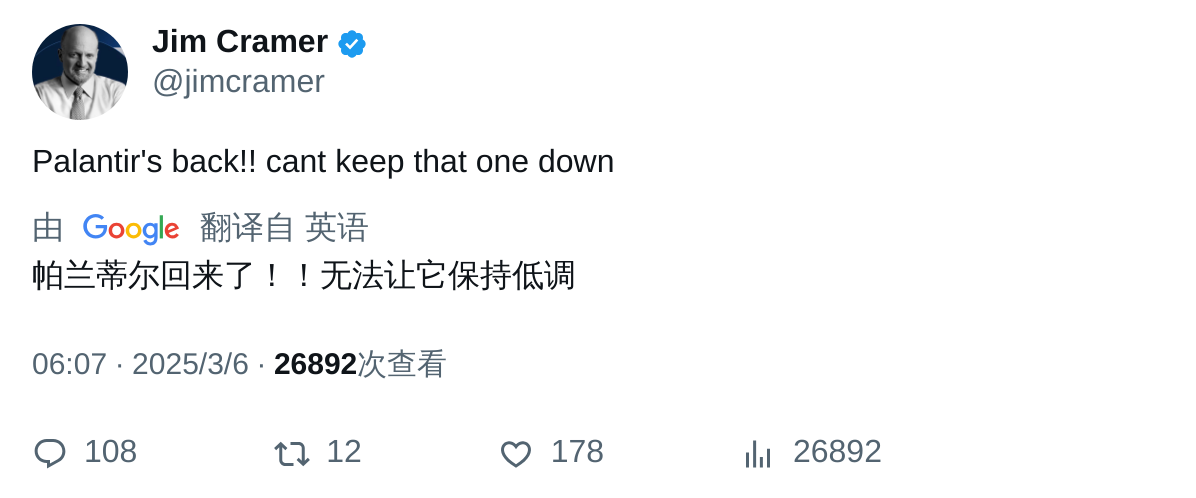 Jim Cramer
@jimcramer
Palantir's back!! cant keep that one down
由 Google 翻译自 英语
帕兰蒂尔回来了！！无法让它保持低调
06:07 · 2025/3/6 · 26892次查看
108 12 178 26892